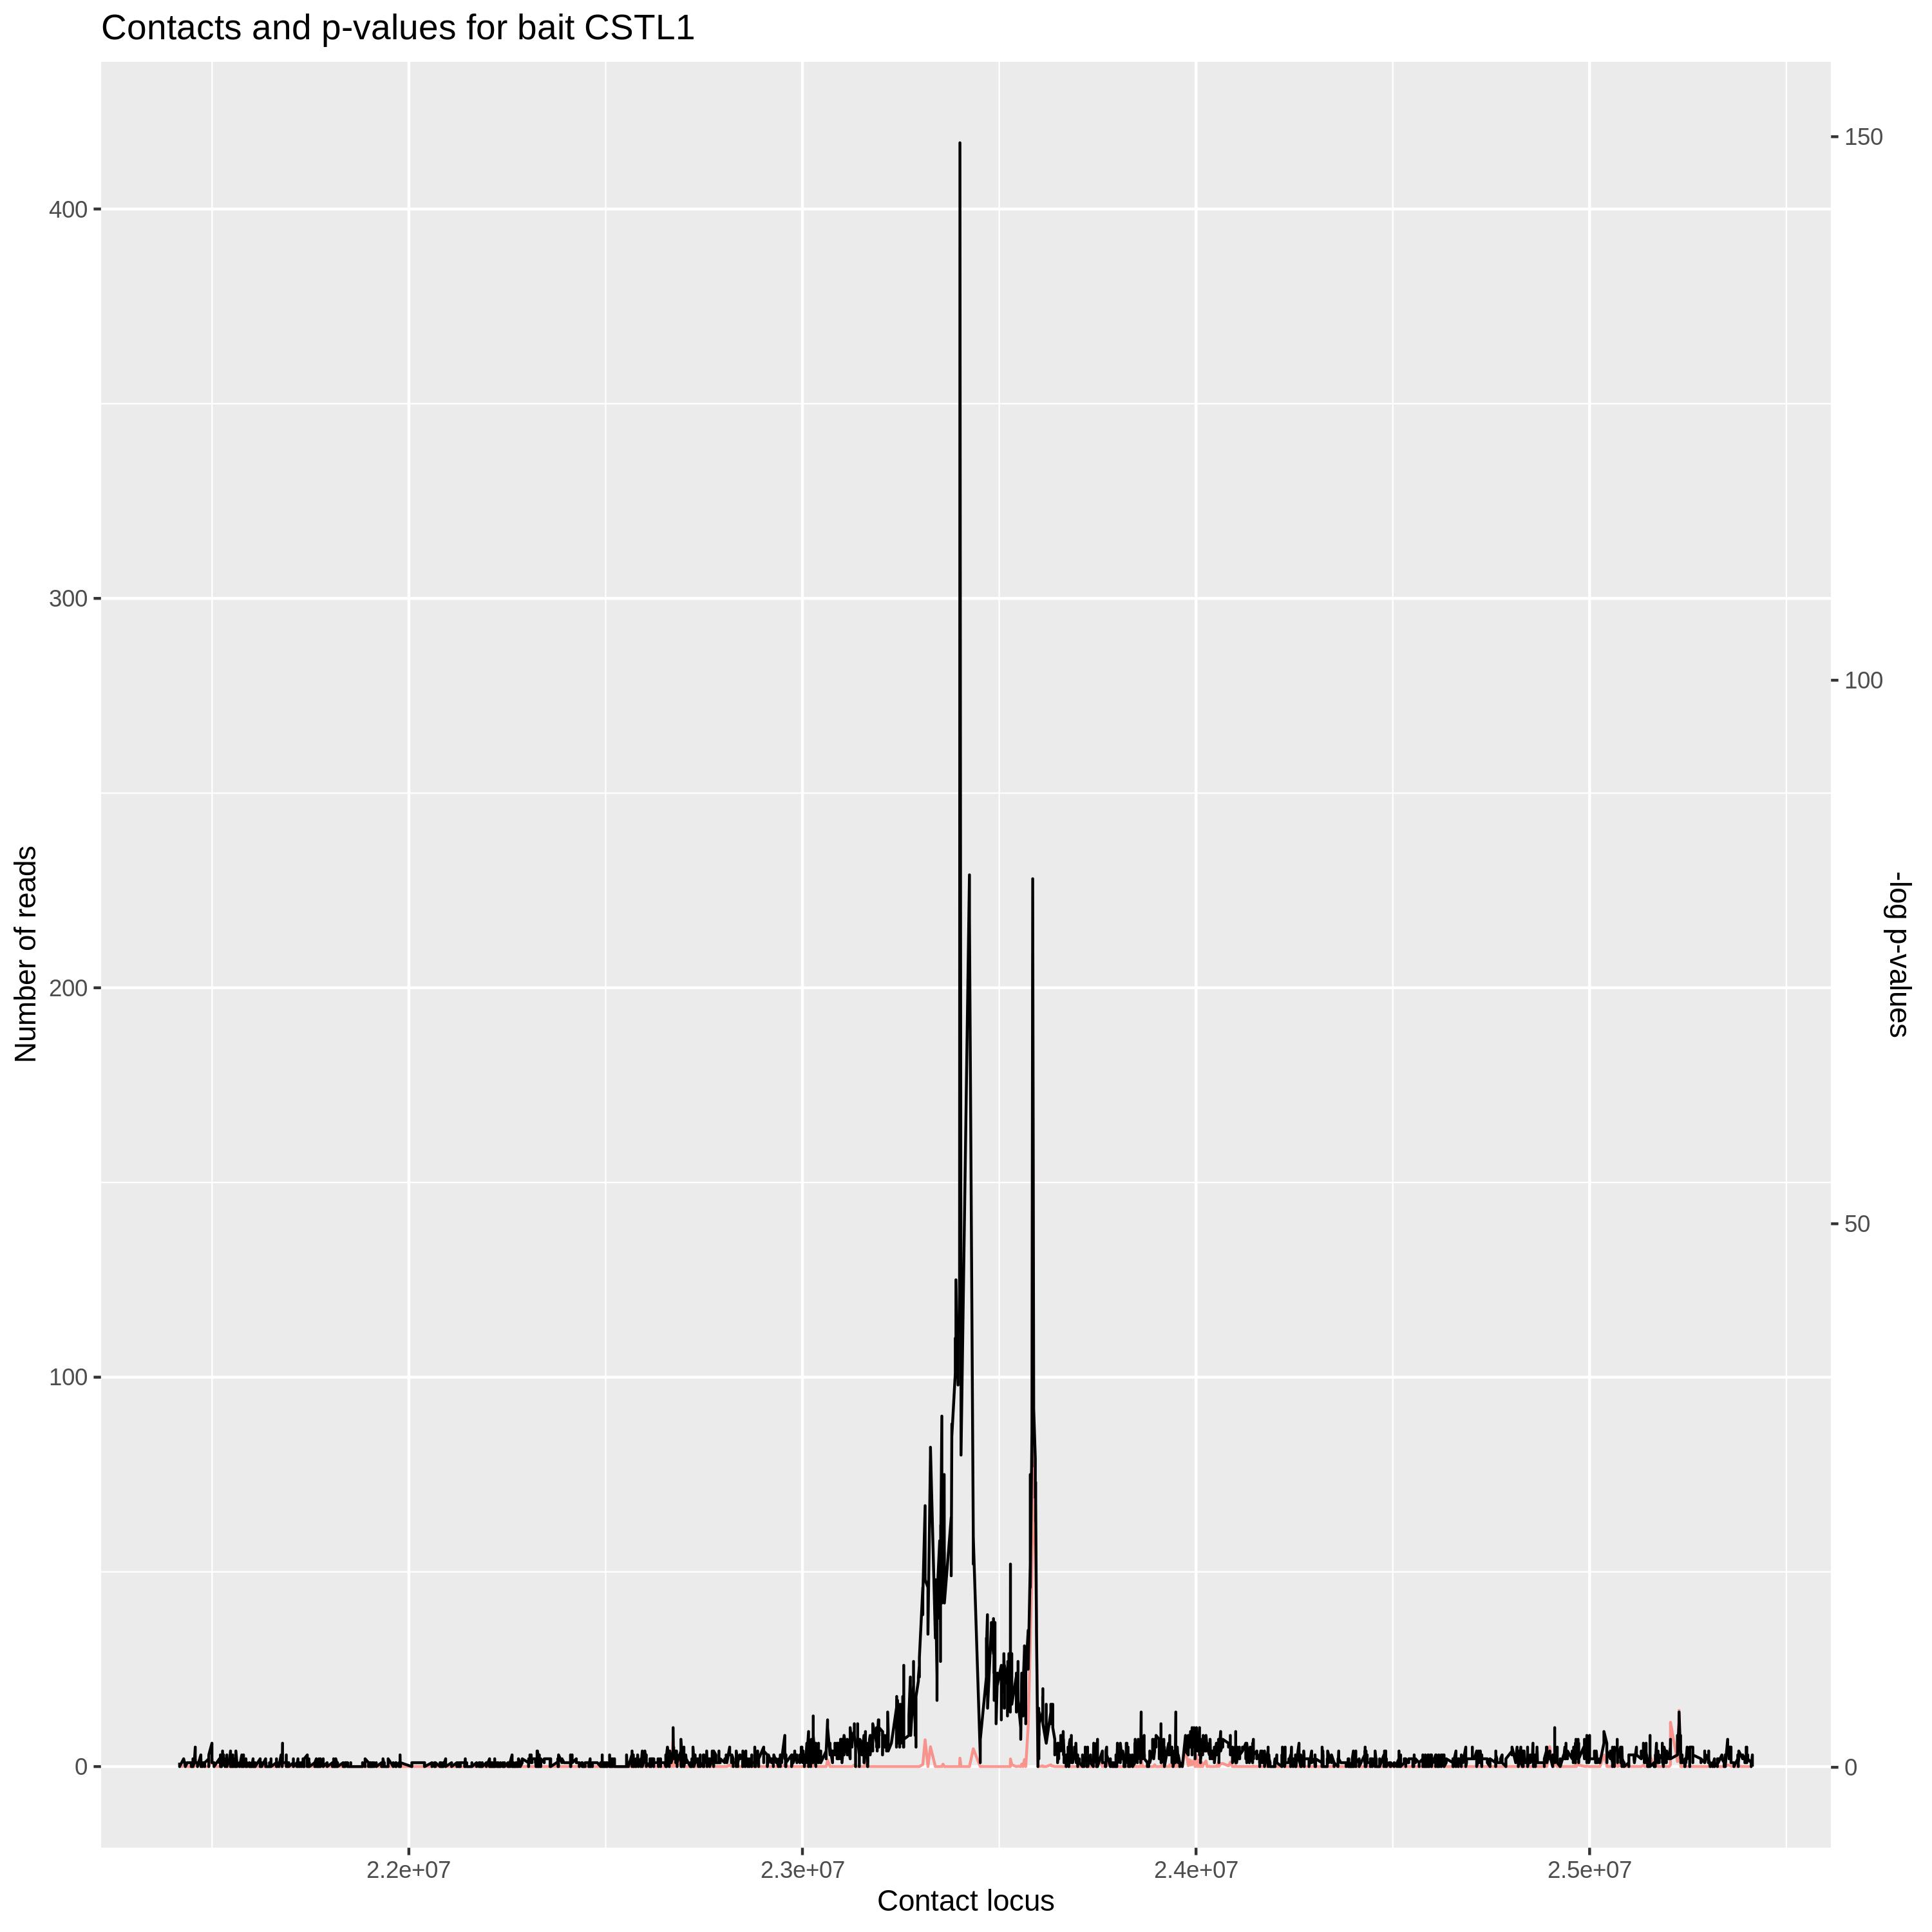 Contacts and p-values for bait CSTL1
400
300
200
100
0
Number of reads
150
100
50
0
-log p-values
2.2e+07
2.3e+07
2.4e+07
2.5e+07
Contact locus